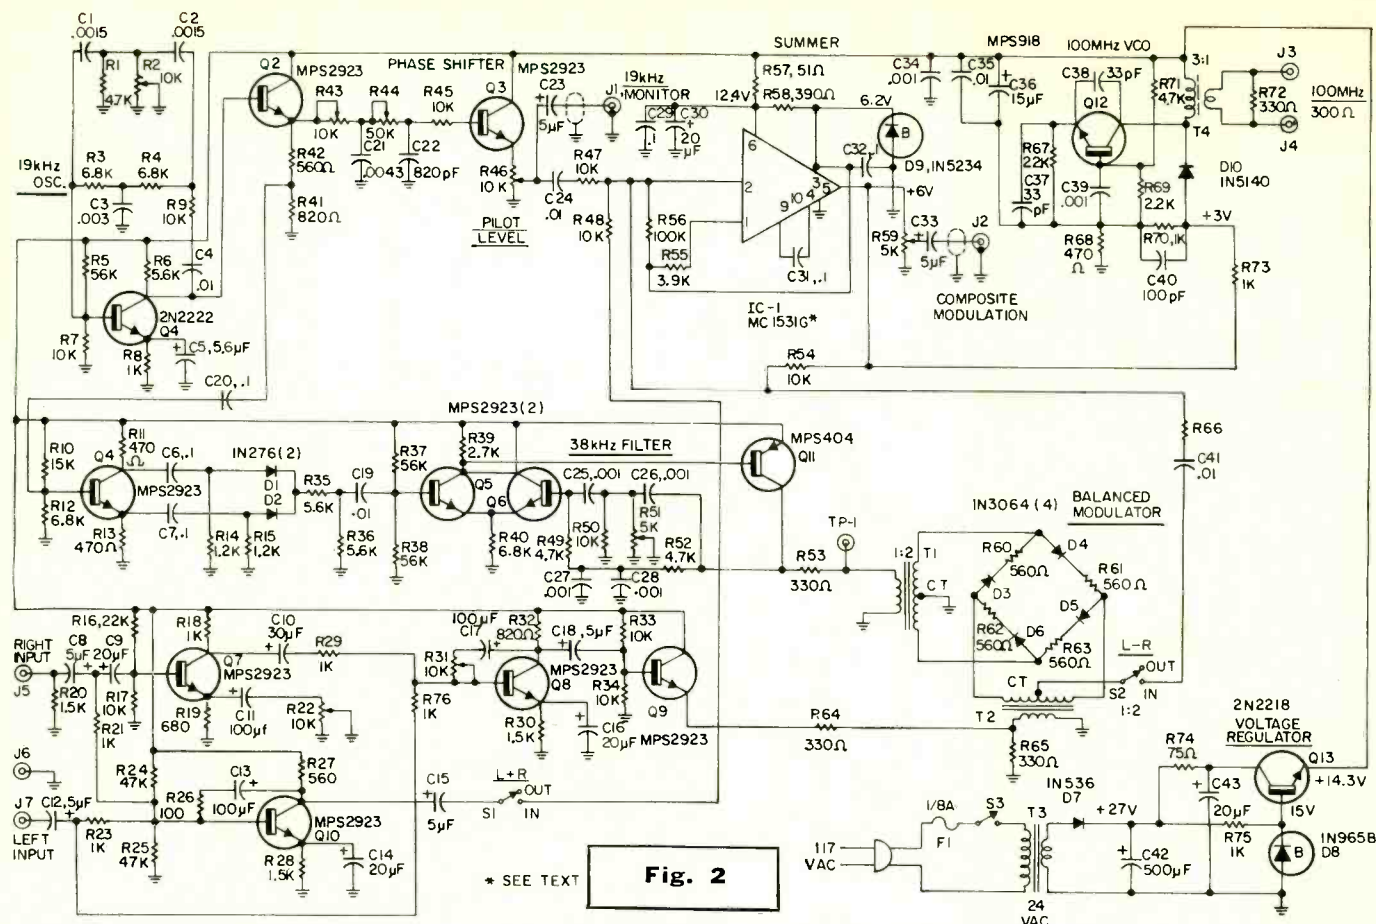 C1
.0015
C2
.0015
R1
4.7K
R2
10K
R3
6.8K
R4
6.8K
19kHz
OSC.
C3
.003
R9
10K
R5
56K
R6
5.6K
C4
.01
2N2222
Q4
R7
10K
R8
1K
C5, 5.6µF
C20, .1
Q2
MPS2923
PHASE SHIFTER
R43
10K
R44
50K
R45
10K
C21
.0043
C22
820pF
R42
560Ω
R41
820Ω
MPS2923
Q3
C23
5µF
J1
19kHz
MONITOR
R46
10K
PILOT
LEVEL
C24
.01
R47
10K
R48
10K
SUMMER
R57, 51Ω
R58, 390Ω
12.4V
6.2V
C29
.1
C30
20
µF
C32, .1
B
D9, 1N5234
6
2
1
3
5
10
4
9
+6V
R56
100K
R55
3.9K
C31, .1
IC-1
MC1531G*
R59
5K
C33
5µF
J2
COMPOSITE
MODULATION
R54
10K
C34
.001
C35
.01
C36
15µF
MPS918
100MHz VCO
C38
33pF
Q12
R71
4.7K
R67
22K
C37
33
pF
C39
.001
R69
2.2K
R68
470
Ω
R70, 1K
C40
100pF
3:1
T4
D10
1N5140
+3V
R73
1K
J3
R72
330Ω
J4
100MHz
300Ω
R66
C41
.01
R10
15K
R11
470
Ω
Q4
MPS2923
R12
6.8K
R13
470Ω
C6, .1
C7, .1
1N276(2)
D1
D2
R14
1.2K
R15
1.2K
R35
5.6K
R36
5.6K
C19
.01
R37
56K
R38
56K
MPS2923(2)
R39
2.7K
Q5
Q6
R40
6.8K
38kHz FILTER
C25, .001
C26, .001
R49
4.7K
R50
10K
R51
5K
R52
4.7K
C27
.001
C28
.001
MPS404
Q11
R53
330Ω
TP-1
1:2
T1
CT
1N3064(4)
BALANCED
MODULATOR
R60
560Ω
D4
R61
560Ω
D3
D5
R62
560Ω
D6
R63
560Ω
L-R
OUT
IN
S2
CT
T2
1:2
R65
330Ω
R64
330Ω
R16, 22K
RIGHT
INPUT
J5
C8
5µF
C9
20µF
R20
1.5K
R17
10K
R18
1K
Q7
MPS2923
R19
680
C10
30µF
R29
1K
C11
100µf
R22
10K
R21
1K
J6
J7
LEFT
INPUT
C12, 5µF
R23
1K
R24
47K
R25
47K
R26
100
C13
100µF
R27
560
MPS2923
Q10
R28
1.5K
C14
20µF
C15
5µF
L+R
S1
OUT
IN
R76
1K
R31
10K
100µF
C17
R32
820Ω
C18, 5µF
MPS2923
Q8
R30
1.5K
C16
20µF
R33
10K
R34
10K
Q9
MPS2923
117
VAC
1/8A
F1
S3
T3
24
VAC
1N536
D7
+27V
C42
500µF
R74
75Ω
C43
20µF
R75
1K
2N2218
VOLTAGE
REGULATOR
Q13
+14.3V
15V
B
1N965B
D8
* SEE TEXT
Fig. 2